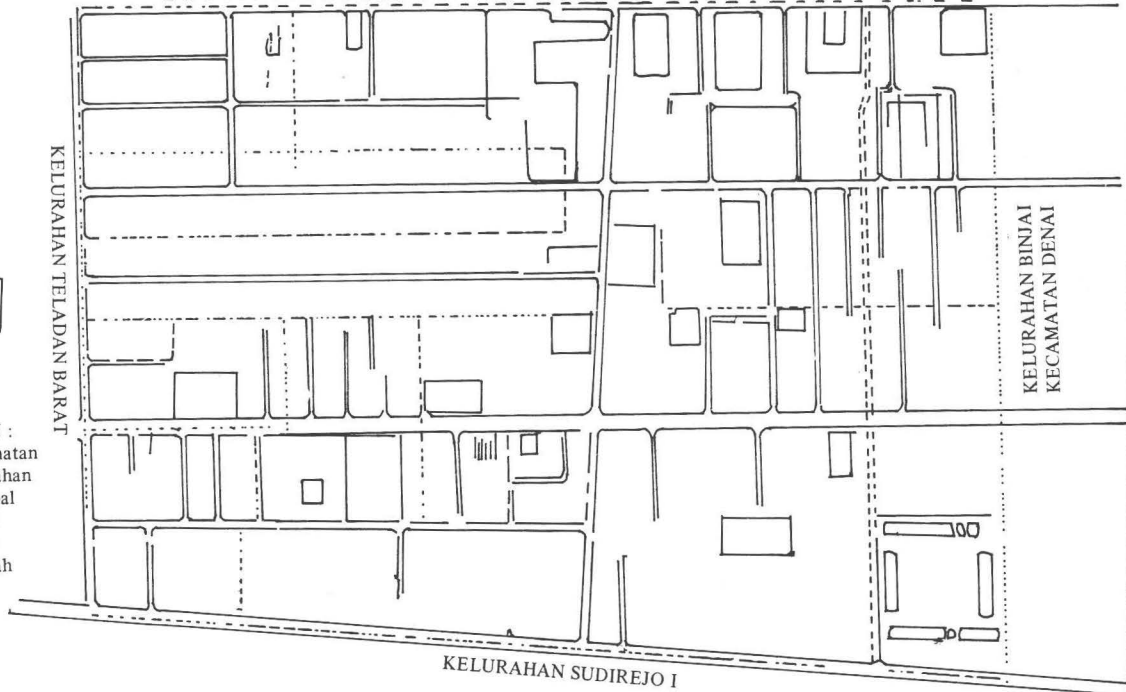 KELURAHAN TELADAN BARAT
KELURAHAN BINJAI
KECAMATAN DENAI
:
KELURAHAN SUDIREJO I